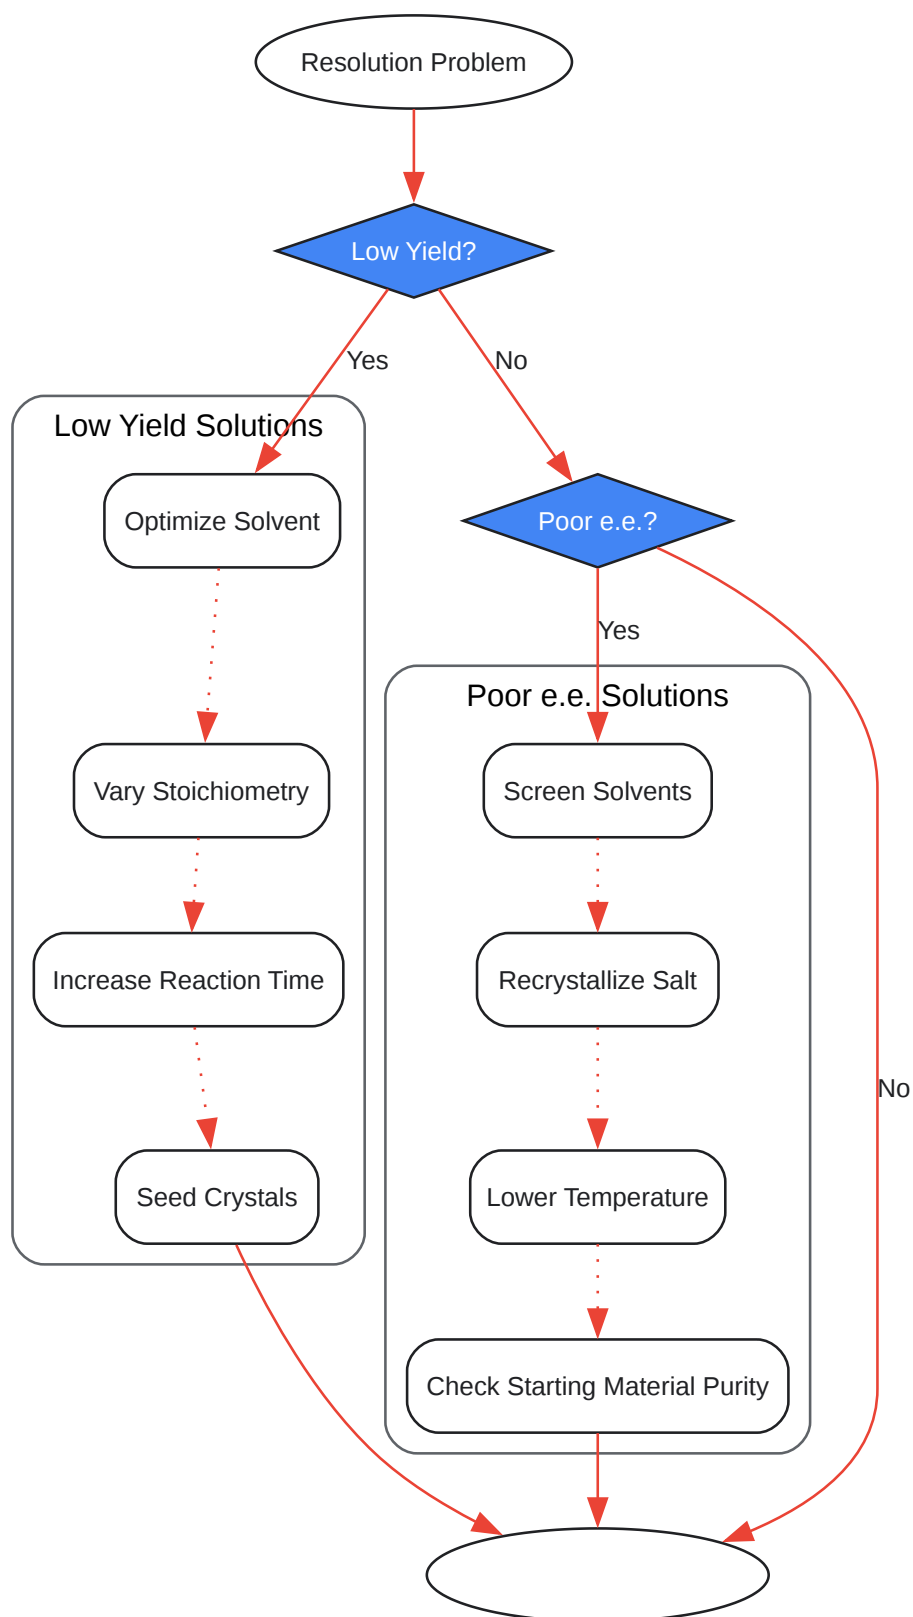 Resolution Problem
Low Yield?
Yes
No
Low Yield Solutions
Optimize Solvent
Poor e.e.?
Yes
Poor e.e. Solutions
Vary Stoichiometry
Screen Solvents
Increase Reaction Time
Recrystallize Salt
No
Seed Crystals
Lower Temperature
Check Starting Material Purity